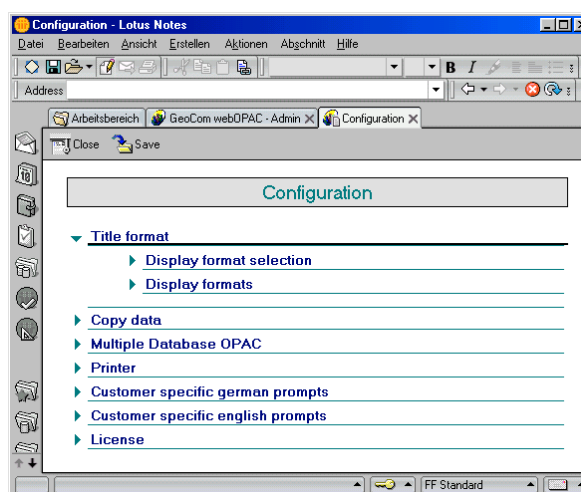 Configuration - Lotus Notes
Datei Bearbeiten Ansicht Erstellen Aktionen Abschnitt Hilfe
B I
Address
Arbeitsbereich GeoCom webOPAC - Admin Configuration
Close Save
Configuration
Title format
Display format selection
Display formats
Copy data
Multiple Database OPAC
Printer
Customer specific german prompts
Customer specific english prompts
License
FF Standard